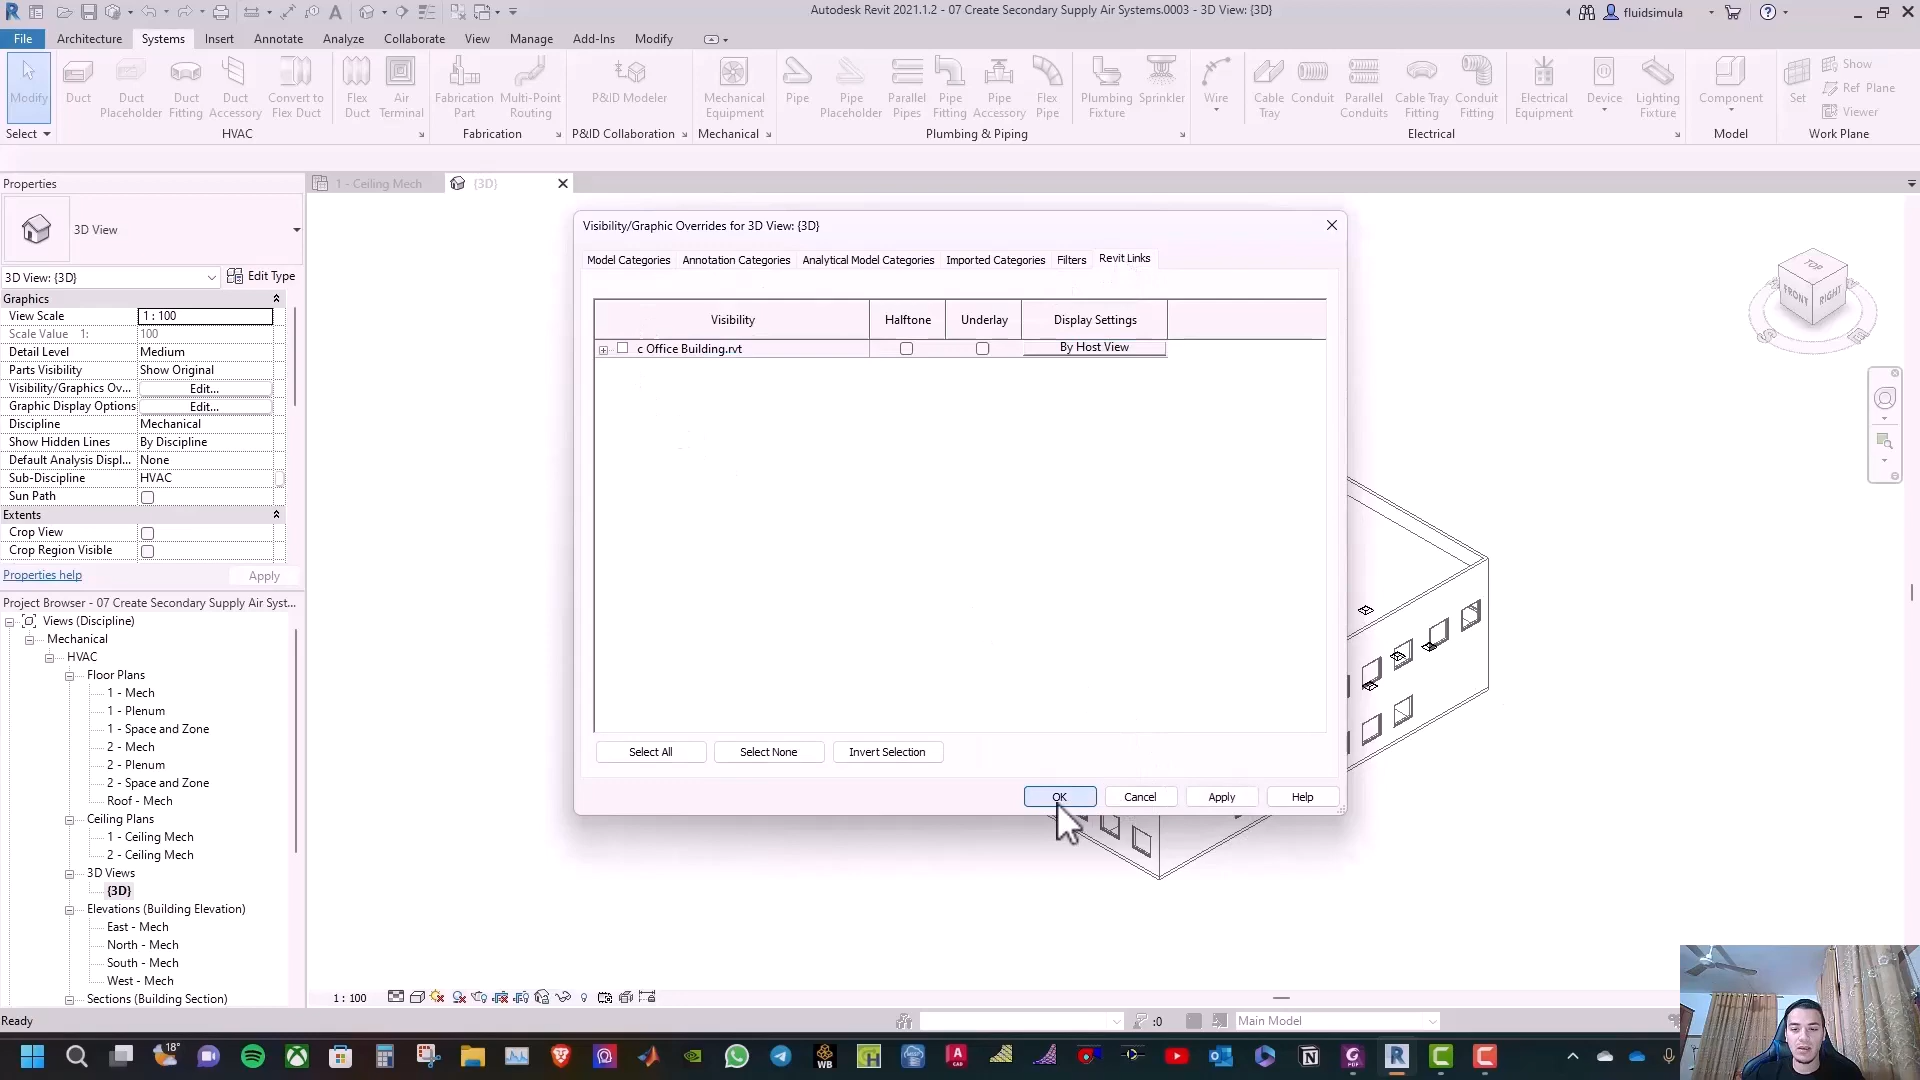 Autodesk Revit 2021.1.2 - 07 Create Secondary Supply Air Systems.0003 - 3D View: {3D}
fluidsimula
File Architecture Systems Insert Annotate Analyze Collaborate View Manage Add-Ins Modify
Modify
Duct
Duct Placeholder
Duct Fitting
Duct Accessory
Convert to Flex Duct
Flex Duct
Air Terminal
Fabrication Part
Multi-Point Routing
P&ID Modeler
Mechanical Equipment
Pipe
Pipe Placeholder
Parallel Pipes
Pipe Fitting
Pipe Accessory
Flex Pipe
Plumbing Fixture
Sprinkler
Wire
Cable Tray
Conduit
Parallel Conduits
Cable Tray Fitting
Conduit Fitting
Electrical Equipment
Device
Lighting Fixture
Component
Set
Show
Ref Plane
Viewer
Select HVAC Fabrication P&ID Collaboration Mechanical Plumbing & Piping Electrical Model Work Plane
Properties
1 - Ceiling Mech
{3D}
3D View
3D View: {3D}
Edit Type
Graphics
View Scale 1 : 100
Scale Value 1: 100
Detail Level Medium
Parts Visibility Show Original
Visibility/Graphics Ov... Edit...
Graphic Display Options Edit...
Discipline Mechanical
Show Hidden Lines By Discipline
Default Analysis Displ... None
Sub-Discipline HVAC
Sun Path
Extents
Crop View
Crop Region Visible
Properties help
Apply
Project Browser - 07 Create Secondary Supply Air Syst...
Views (Discipline)
Mechanical
HVAC
Floor Plans
1 - Mech
1 - Plenum
1 - Space and Zone
2 - Mech
2 - Plenum
2 - Space and Zone
Roof - Mech
Ceiling Plans
1 - Ceiling Mech
2 - Ceiling Mech
3D Views
{3D}
Elevations (Building Elevation)
East - Mech
North - Mech
South - Mech
West - Mech
Sections (Building Section)
Visibility/Graphic Overrides for 3D View: {3D}
Model Categories Annotation Categories Analytical Model Categories Imported Categories Filters Revit Links
Visibility Halftone Underlay Display Settings
c Office Building.rvt By Host View
Select All Select None Invert Selection
OK Cancel Apply Help
TOP
FRONT
RIGHT
1 : 100
Ready
:0
Main Model
18°
WB